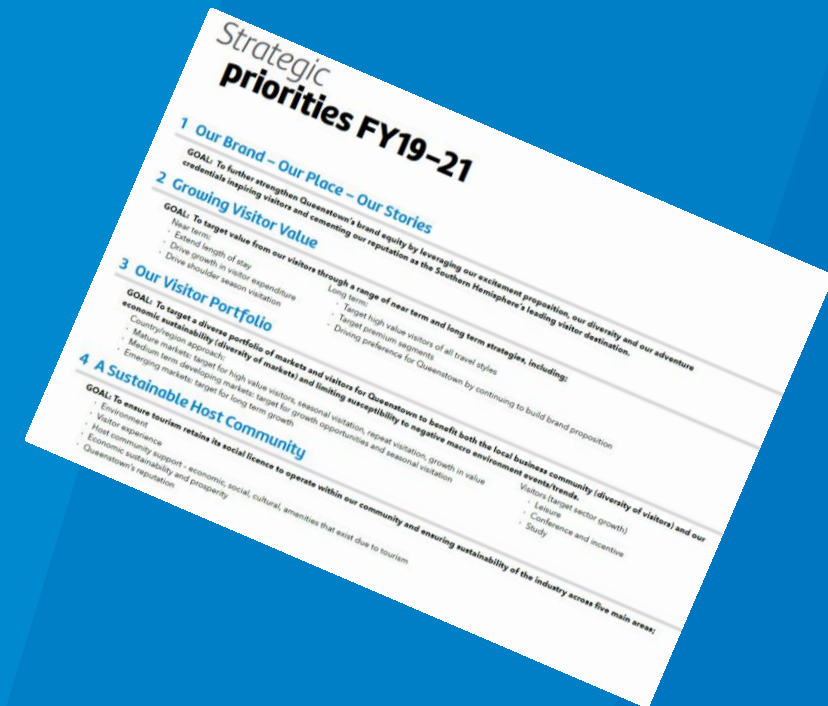 Strategic
priorities FY19–21
1 Our Brand – Our Place – Our Stories
GOAL: To further strengthen Queenstown's brand equity by leveraging our excitement proposition, our diversity and our adventure
credentials inspiring visitors and cementing our reputation as the Southern Hemisphere's leading visitor destination.
2 Growing Visitor Value
GOAL: To target value from our visitors through a range of near term and long term strategies, including:
Near term:
· Extend length of stay
· Drive growth in visitor expenditure
· Drive shoulder season visitation
Long term:
· Target high value visitors of all travel styles
· Target premium segments
· Driving preference for Queenstown by continuing to build brand proposition
3 Our Visitor Portfolio
GOAL: To target a diverse portfolio of markets and visitors for Queenstown to benefit both the local business community (diversity of visitors) and our
economic sustainability (diversity of markets) and limiting susceptibility to negative macro environment events/trends.
Country/region approach:
· Mature markets: target for high value visitors, seasonal visitation, repeat visitation, growth in value
· Medium term developing markets: target for growth opportunities and seasonal visitation
· Emerging markets: target for long term growth
Visitors (target sector growth)
· Leisure
· Conference and incentive
· Study
4 A Sustainable Host Community
GOAL: To ensure tourism retains its social licence to operate within our community and ensuring sustainability of the industry across five main areas:
· Environment
· Visitor experience
· Host community support – economic, social, cultural, amenities that exist due to tourism
· Economic sustainability and prosperity
· Queenstown's reputation